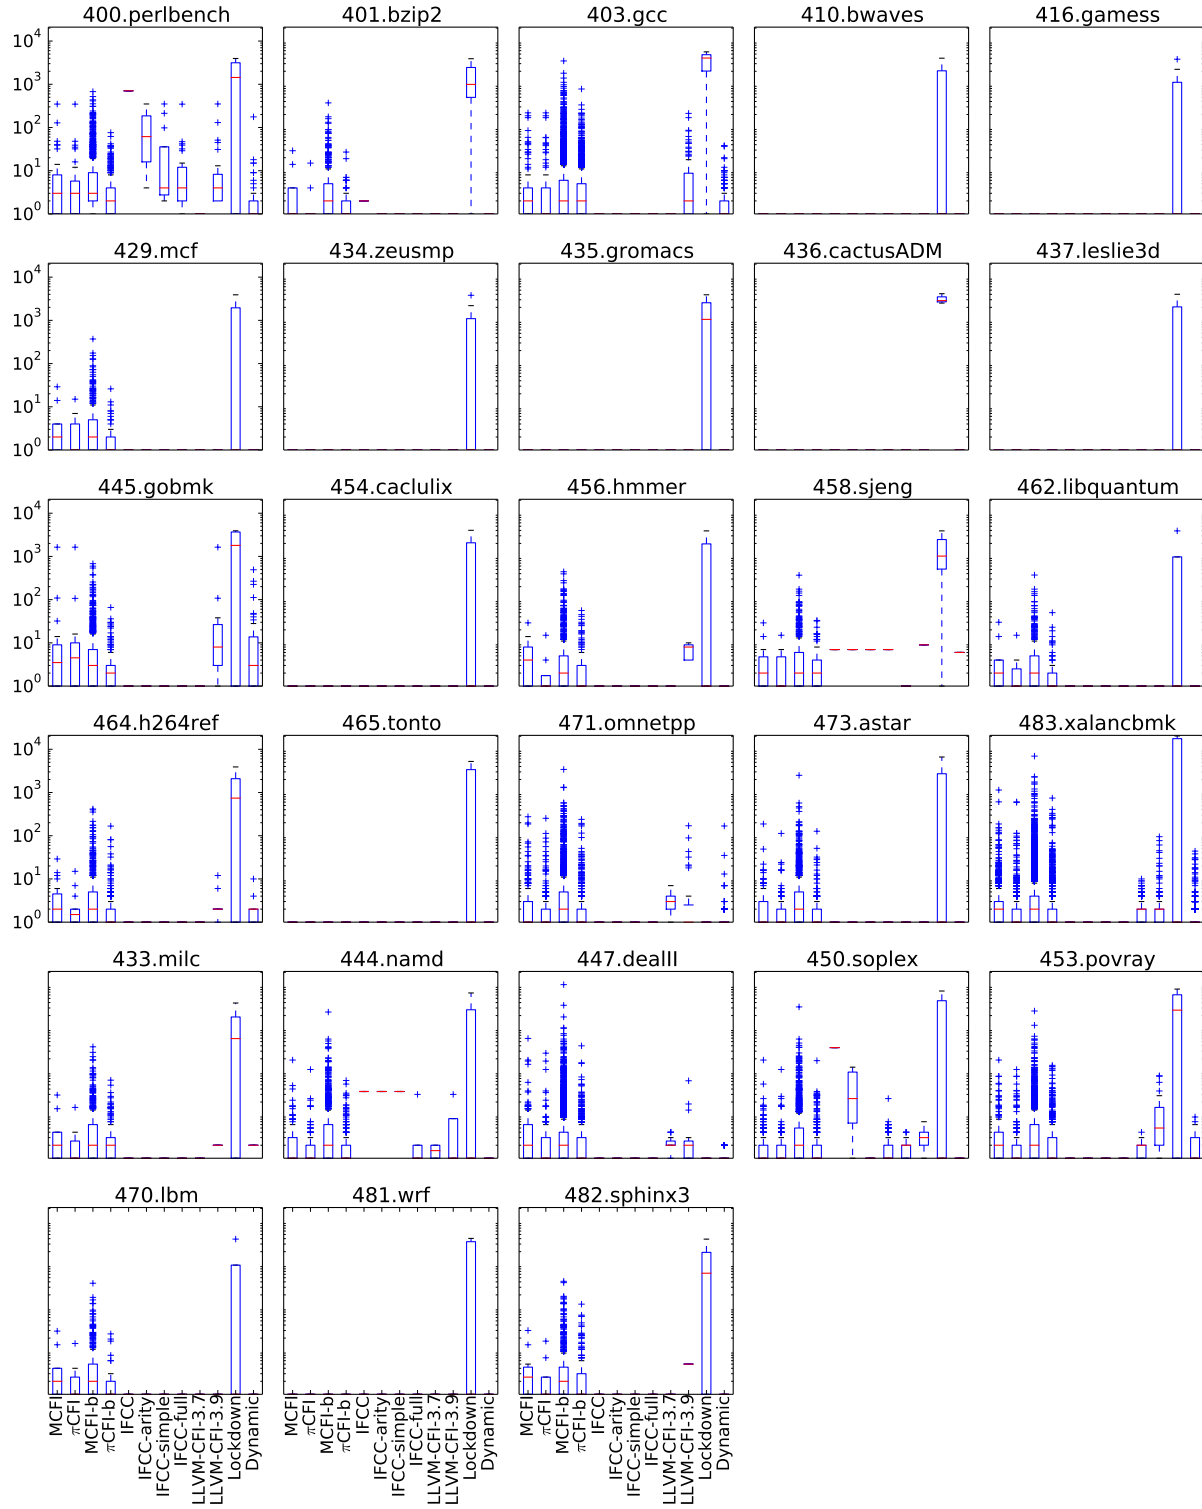 400.perlbench 401.bzip2 403.gcc 410.bwaves 416.gamess
10^4
10^3
10^2
10^1
10^0
429.mcf 434.zeusmp 435.gromacs 436.cactusADM 437.leslie3d
10^4
10^3
10^2
10^1
10^0
445.gobmk 454.caclulix 456.hmmer 458.sjeng 462.libquantum
10^4
10^3
10^2
10^1
10^0
464.h264ref 465.tonto 471.omnetpp 473.astar 483.xalancbmk
10^4
10^3
10^2
10^1
10^0
433.milc 444.namd 447.dealII 450.soplex 453.povray
470.lbm 481.wrf 482.sphinx3
MCFI πCFI MCFI-b πCFI-b IFCC IFCC-arity IFCC-simple IFCC-full LLVM-CFI-3.7 LLVM-CFI-3.9 Lockdown Dynamic
MCFI πCFI MCFI-b πCFI-b IFCC IFCC-arity IFCC-simple IFCC-full LLVM-CFI-3.7 LLVM-CFI-3.9 Lockdown Dynamic
MCFI πCFI MCFI-b πCFI-b IFCC IFCC-arity IFCC-simple IFCC-full LLVM-CFI-3.7 LLVM-CFI-3.9 Lockdown Dynamic